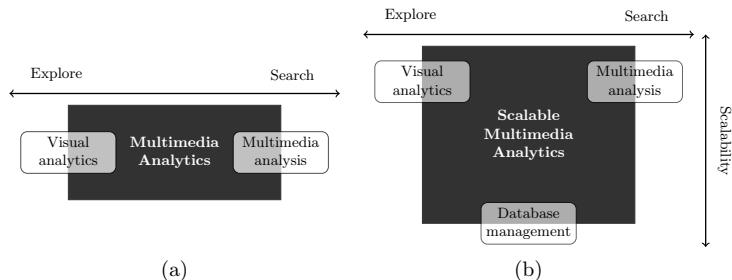 Explore
Search
Visual
analytics
Multimedia
Analytics
Multimedia
analysis
(a)
Explore
Search
Visual
analytics
Multimedia
analysis
Scalable
Multimedia
Analytics
Scalability
Database
management
(b)